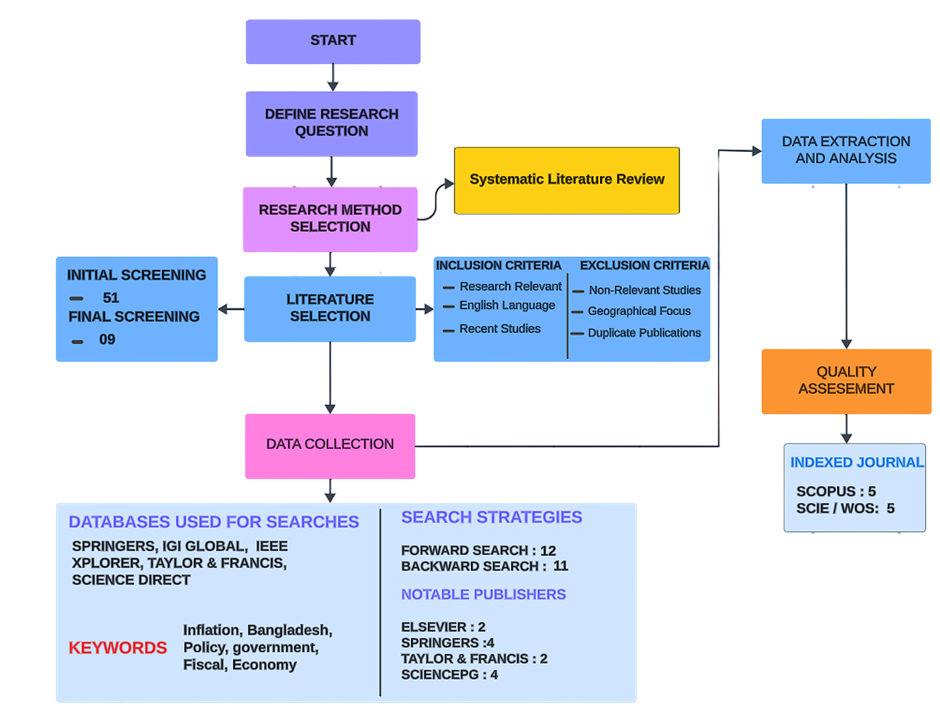 START
DEFINE RESEARCH
QUESTION
RESEARCH METHOD
SELECTION
Systematic Literature Review
LITERATURE
SELECTION
INITIAL SCREENING
— 51
FINAL SCREENING
— 09
INCLUSION CRITERIA
— Research Relevant
— English Language
— Recent Studies
EXCLUSION CRITERIA
— Non-Relevant Studies
— Geographical Focus
— Duplicate Publications
DATA COLLECTION
DATABASES USED FOR SEARCHES
SPRINGERS, IGI GLOBAL, IEEE
XPLORER, TAYLOR & FRANCIS,
SCIENCE DIRECT
KEYWORDS
Inflation, Bangladesh,
Policy, government,
Fiscal, Economy
SEARCH STRATEGIES
FORWARD SEARCH : 12
BACKWARD SEARCH : 11
NOTABLE PUBLISHERS
ELSEVIER : 2
SPRINGERS :4
TAYLOR & FRANCIS : 2
SCIENCEPG : 4
DATA EXTRACTION
AND ANALYSIS
QUALITY
ASSESEMENT
INDEXED JOURNAL
SCOPUS : 5
SCIE / WOS: 5